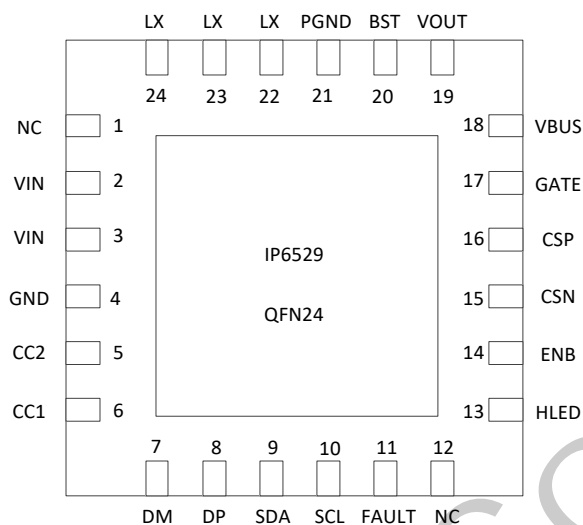 LX LX LX PGND BST VOUT
24 23 22 21 20 19
NC 1 18 VBUS
VIN 2 17 GATE
VIN 3 16 CSP
IP6529
GND 4 15 CSN
QFN24
CC2 5 14 ENB
CC1 6 13 HLED
7 8 9 10 11 12
DM DP SDA SCL FAULT NC